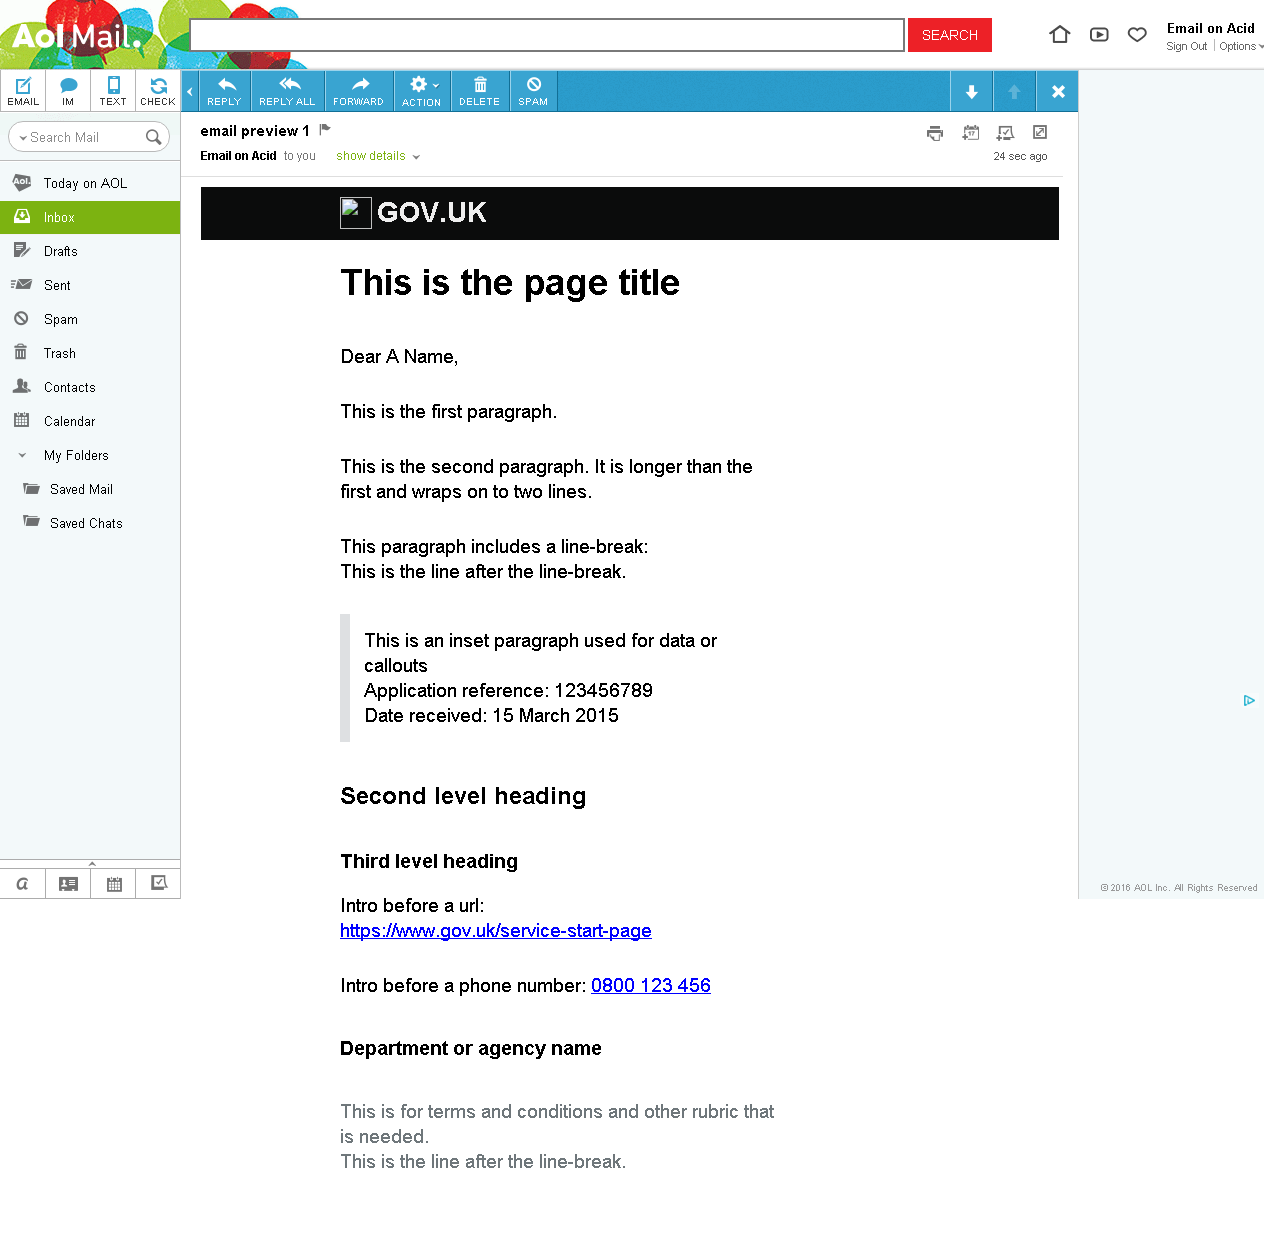 Aol Mail.
SEARCH
Email on Acid
Sign Out
Options
EMAIL
IM
TEXT
CHECK
REPLY
REPLY ALL
FORWARD
ACTION
DELETE
SPAM
Search Mail
email preview 1
Email on Acid to you show details
24 sec ago
Aol.
Today on AOL
Inbox
Drafts
Sent
Spam
Trash
Contacts
Calendar
My Folders
Saved Mail
Saved Chats
17
GOV.UK
This is the page title
Dear A Name,
This is the first paragraph.
This is the second paragraph. It is longer than the
first and wraps on to two lines.
This paragraph includes a line-break:
This is the line after the line-break.
This is an inset paragraph used for data or
callouts
Application reference: 123456789
Date received: 15 March 2015
Second level heading
Third level heading
Intro before a url:
https://www.gov.uk/service-start-page
Intro before a phone number: 0800 123 456
Department or agency name
This is for terms and conditions and other rubric that
is needed.
This is the line after the line-break.
a
© 2016 AOL Inc. All Rights Reserved